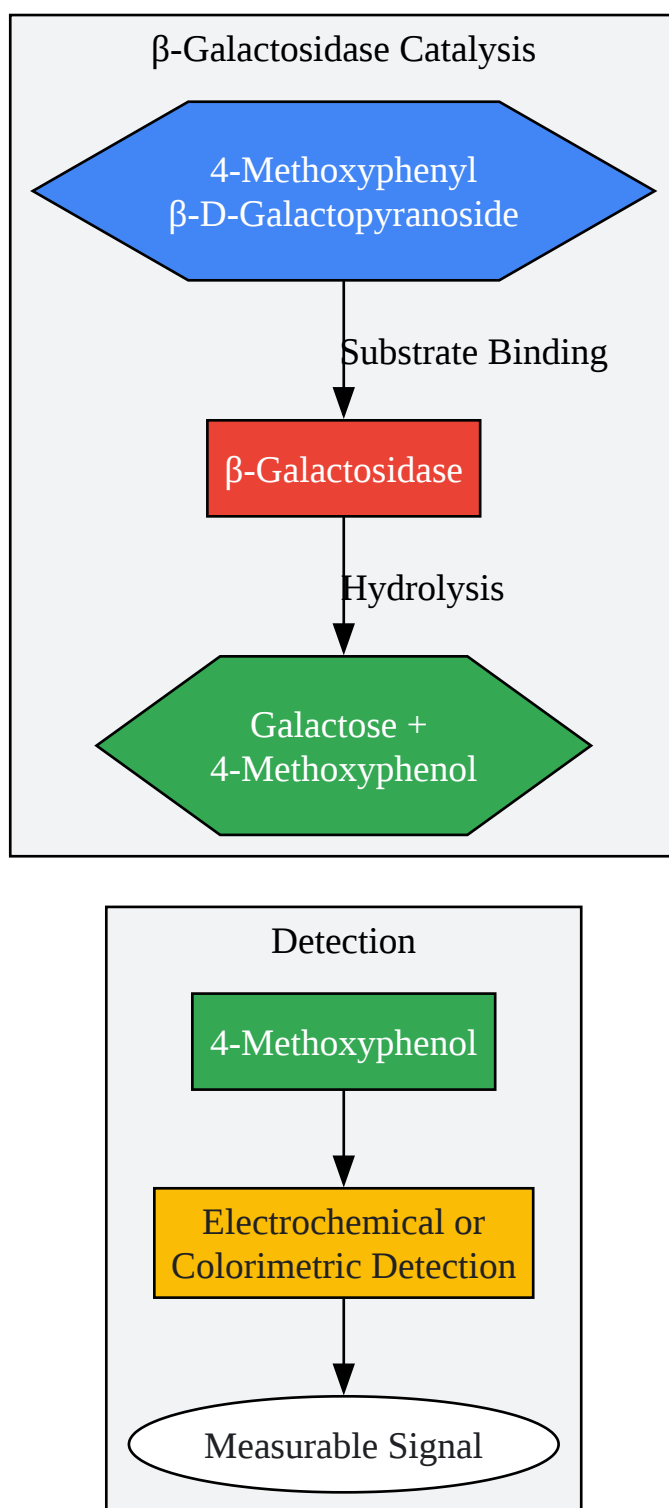 β-Galactosidase Catalysis
4-Methoxyphenyl
β-D-Galactopyranoside
Substrate Binding
β-Galactosidase
Hydrolysis
Galactose +
4-Methoxyphenol
Detection
4-Methoxyphenol
Electrochemical or
Colorimetric Detection
Measurable Signal